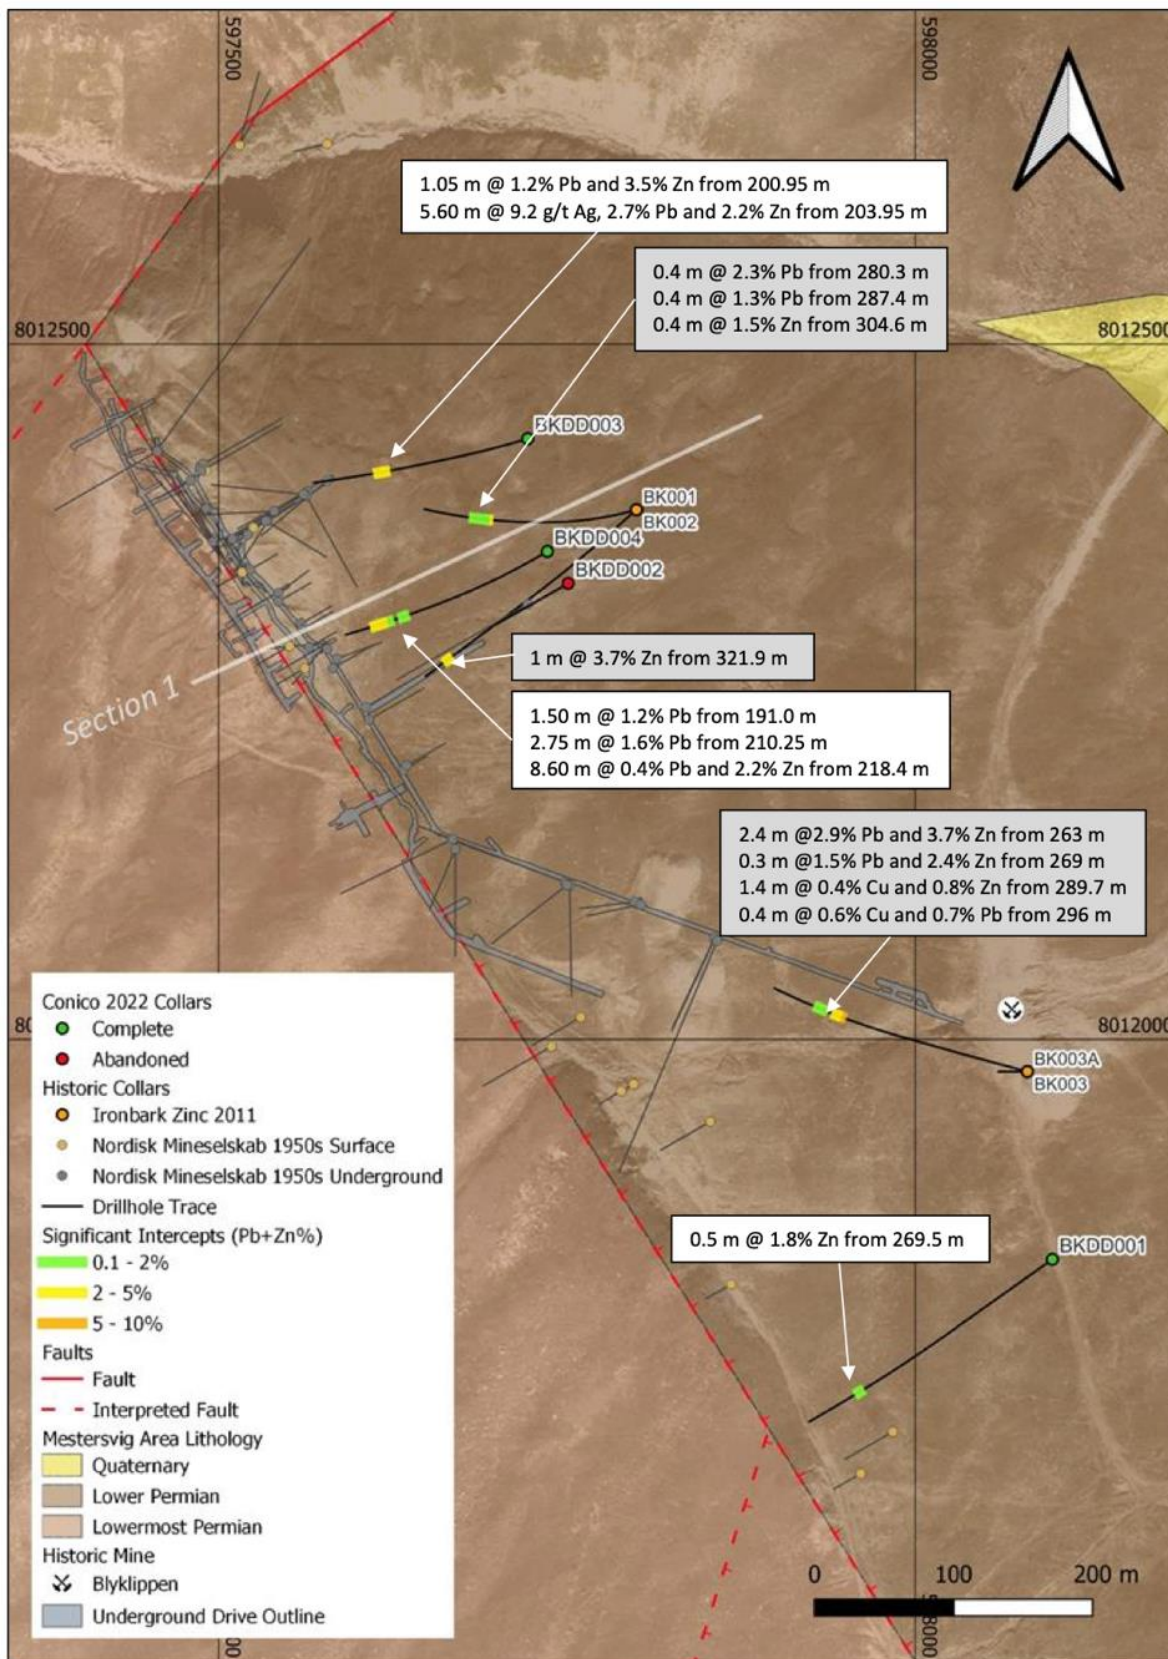 597500
598000
1.05 m @ 1.2% Pb and 3.5% Zn from 200.95 m
5.60 m @ 9.2 g/t Ag, 2.7% Pb and 2.2% Zn from 203.95 m
0.4 m @ 2.3% Pb from 280.3 m
0.4 m @ 1.3% Pb from 287.4 m
0.4 m @ 1.5% Zn from 304.6 m
8012500
8012500
BKDD003
BK001
BK002
BKDD004
BKDD002
1 m @ 3.7% Zn from 321.9 m
Section 1
1.50 m @ 1.2% Pb from 191.0 m
2.75 m @ 1.6% Pb from 210.25 m
8.60 m @ 0.4% Pb and 2.2% Zn from 218.4 m
2.4 m @2.9% Pb and 3.7% Zn from 263 m
0.3 m @1.5% Pb and 2.4% Zn from 269 m
1.4 m @ 0.4% Cu and 0.8% Zn from 289.7 m
0.4 m @ 0.6% Cu and 0.7% Pb from 296 m
8012000
BK003A
BK003
0.5 m @ 1.8% Zn from 269.5 m
BKDD001
Conico 2022 Collars
Complete
Abandoned
Historic Collars
Ironbark Zinc 2011
Nordisk Mineselskab 1950s Surface
Nordisk Mineselskab 1950s Underground
Drillhole Trace
Significant Intercepts (Pb+Zn%)
0.1 - 2%
2 - 5%
5 - 10%
Faults
Fault
Interpreted Fault
Mestersvig Area Lithology
Quaternary
Lower Permian
Lowermost Permian
Historic Mine
Blyklippen
Underground Drive Outline
0 100 200 m